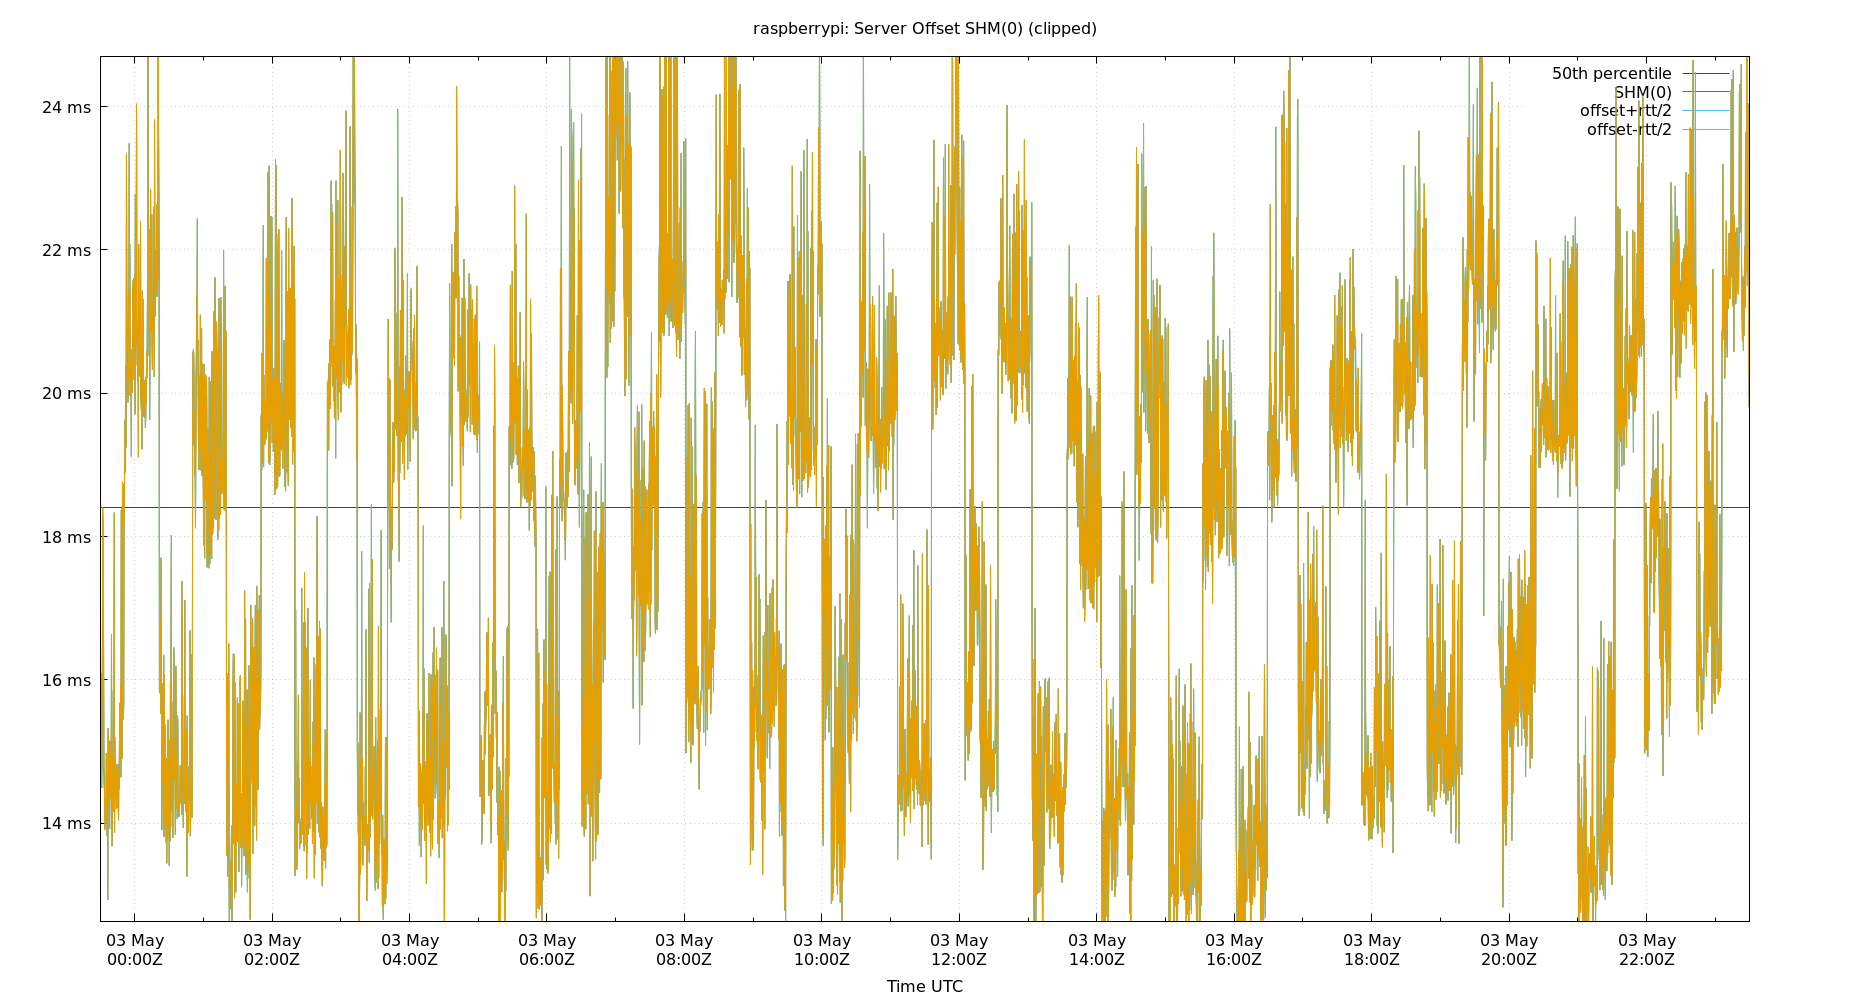 raspberrypi: Server Offset SHM(0) (clipped)
50th percentile
SHM(0)
offset+rtt/2
offset-rtt/2
24 ms
22 ms
20 ms
18 ms
16 ms
14 ms
03 May 03 May 03 May 03 May 03 May 03 May 03 May 03 May 03 May 03 May 03 May 03 May
00:00Z 02:00Z 04:00Z 06:00Z 08:00Z 10:00Z 12:00Z 14:00Z 16:00Z 18:00Z 20:00Z 22:00Z
Time UTC